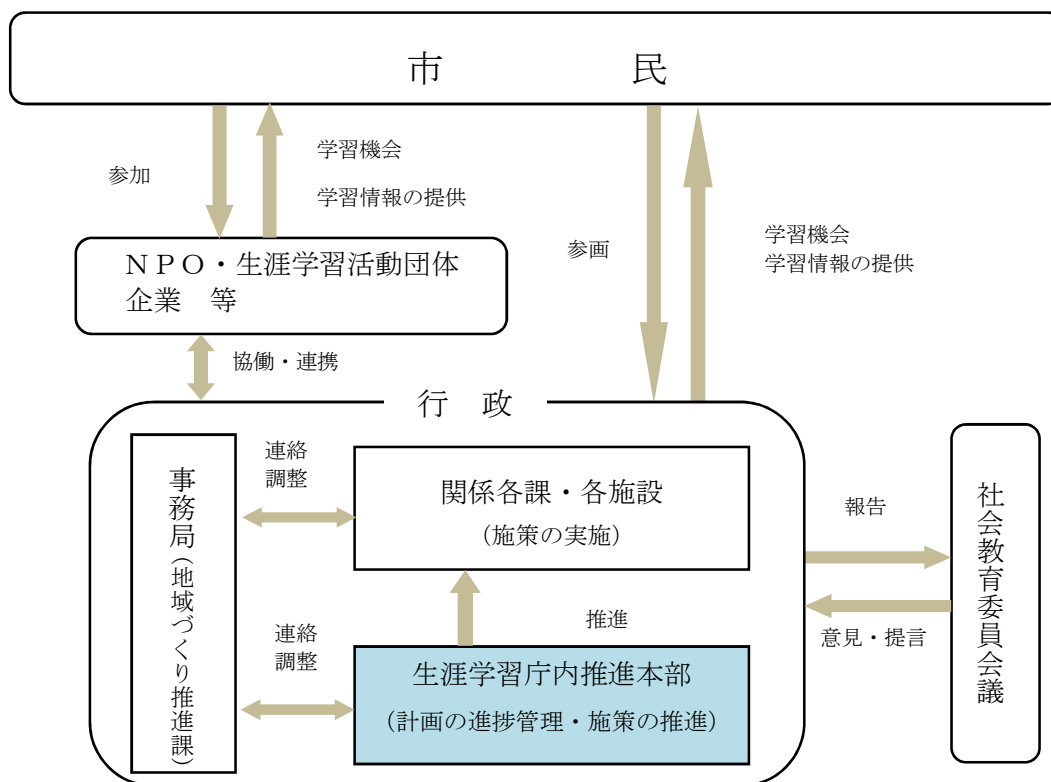 市　民
参加
学習機会
学習情報の提供
参画
学習機会
学習情報の提供
ＮＰＯ・生涯学習活動団体
企業　等
協働・連携
行　政
事務局（地域づくり推進課）
連絡
調整
関係各課・各施設
（施策の実施）
報告
社会教育委員会議
意見・提言
推進
連絡
調整
生涯学習庁内推進本部
（計画の進捗管理・施策の推進）